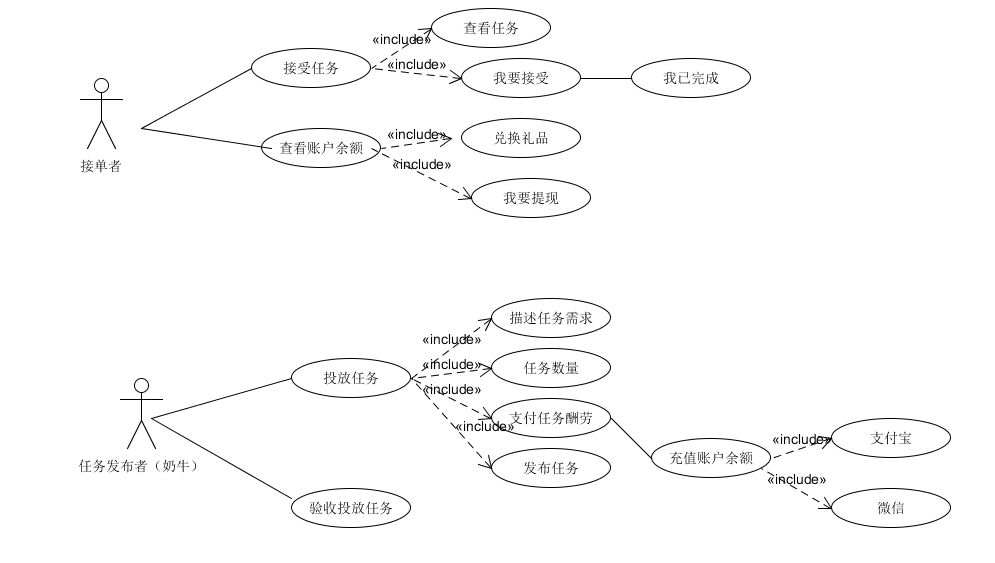 查看任务
«include»
接受任务
«include»
我要接受
我已完成
接单者
«include»
兑换礼品
查看账户余额
«include»
我要提现
描述任务需求
«include»
«include»
任务数量
投放任务
«include»
支付任务酬劳
«include»
发布任务
任务发布者（奶牛）
验收投放任务
充值账户余额
«include»
支付宝
«include»
微信